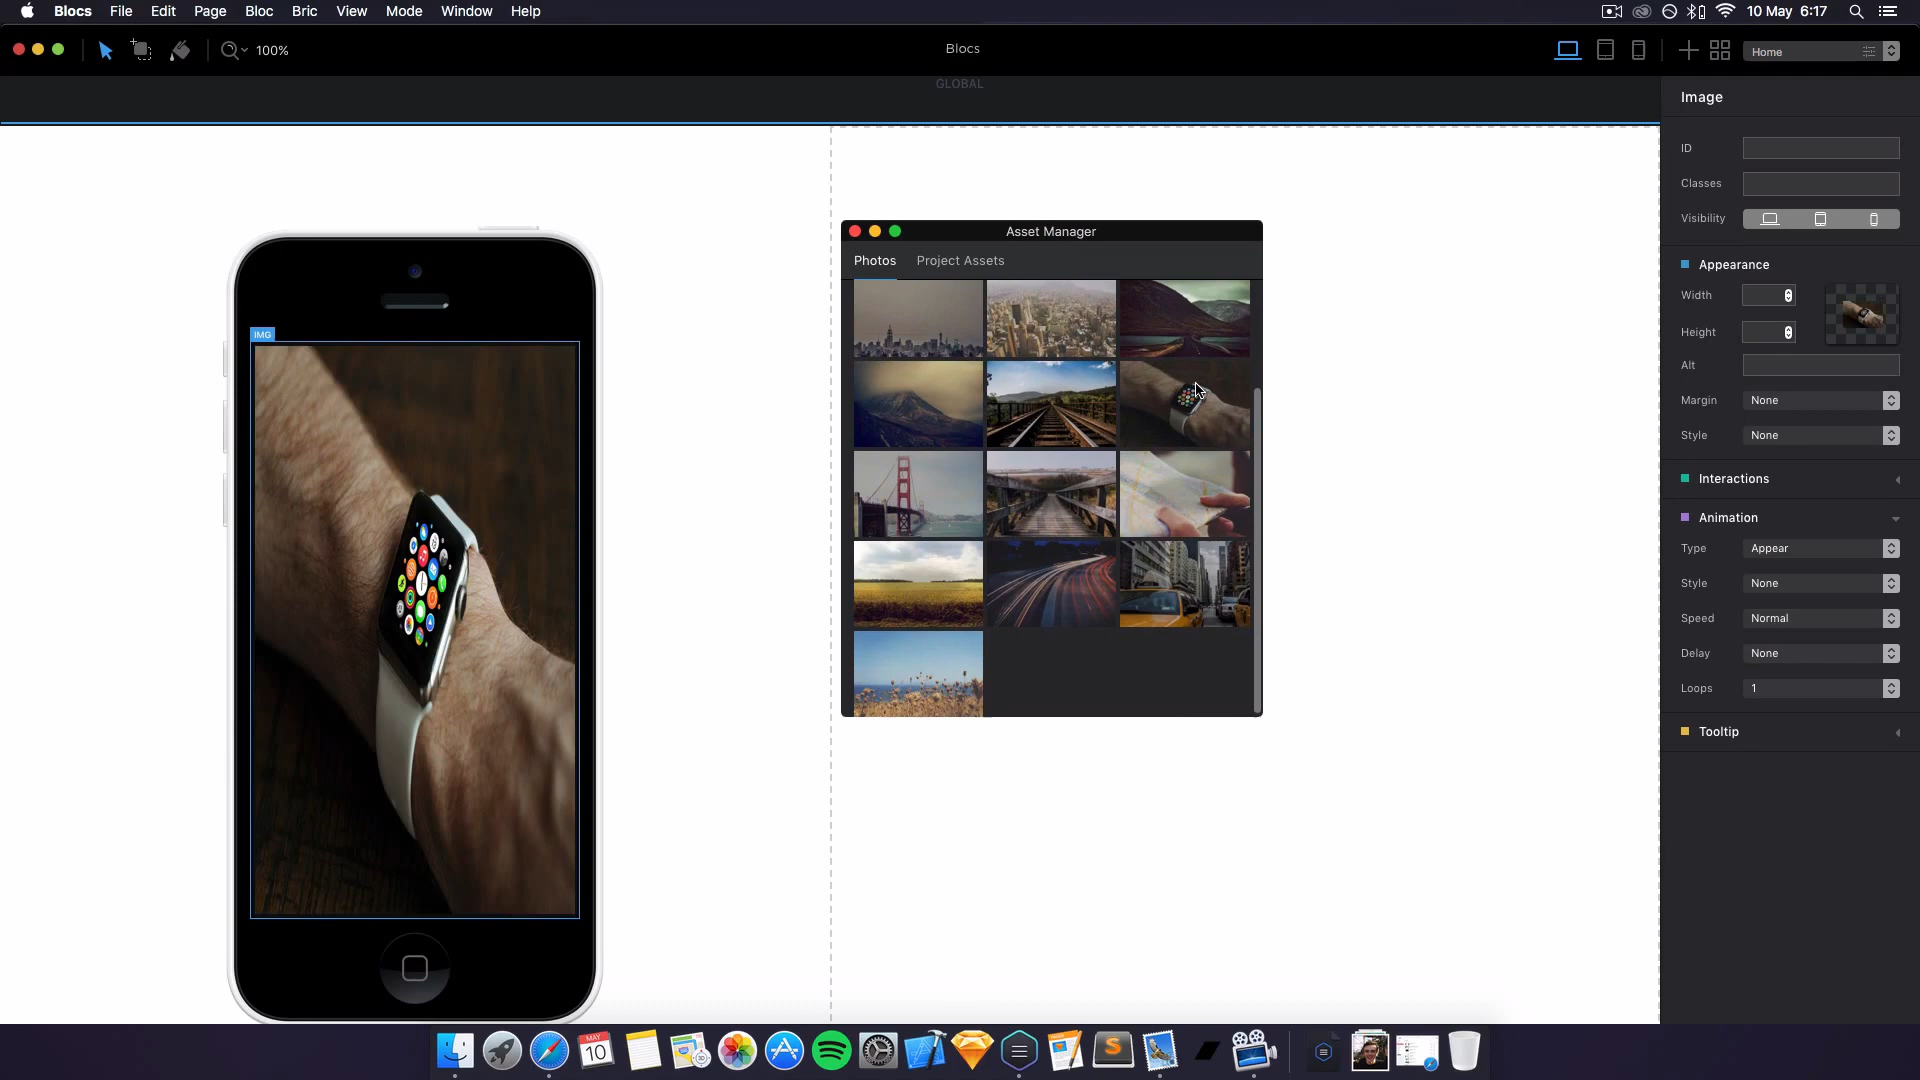 Blocs File Edit Page Bloc Bric View Mode Window Help
10 May 6:17
100%
Blocs
Home
GLOBAL
Image
ID
Classes
Visibility
Asset Manager
Photos Project Assets
Appearance
Width
Height
Alt
Margin None
Style None
Interactions
Animation
Type Appear
Style None
Speed Normal
Delay None
Loops 1
Tooltip
IMG
MAY
10
S